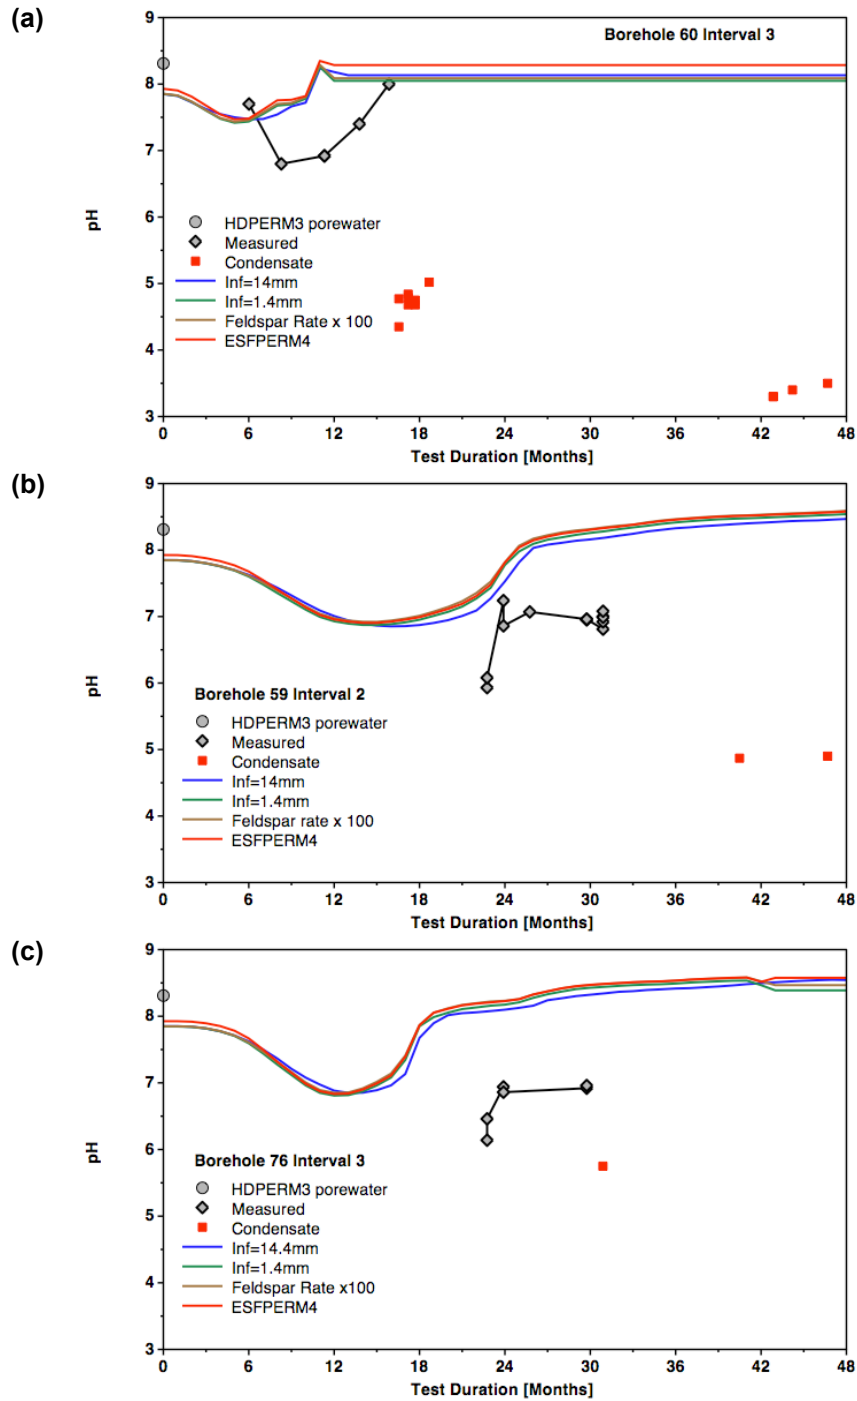 (a)
Borehole 60 Interval 3
9
8
7
6
5
4
3
pH
HDPERM3 porewater
Measured
Condensate
Inf=14mm
Inf=1.4mm
Feldspar Rate x 100
ESFPERM4
0 6 12 18 24 30 36 42 48
Test Duration [Months]
(b)
9
8
7
6
5
4
3
pH
Borehole 59 Interval 2
HDPERM3 porewater
Measured
Condensate
Inf=14mm
Inf=1.4mm
Feldspar rate x 100
ESFPERM4
0 6 12 18 24 30 36 42 48
Test Duration [Months]
(c)
9
8
7
6
5
4
3
pH
Borehole 76 Interval 3
HDPERM3 porewater
Measured
Condensate
Inf=14.4mm
Inf=1.4mm
Feldspar Rate x100
ESFPERM4
0 6 12 18 24 30 36 42 48
Test Duration [Months]